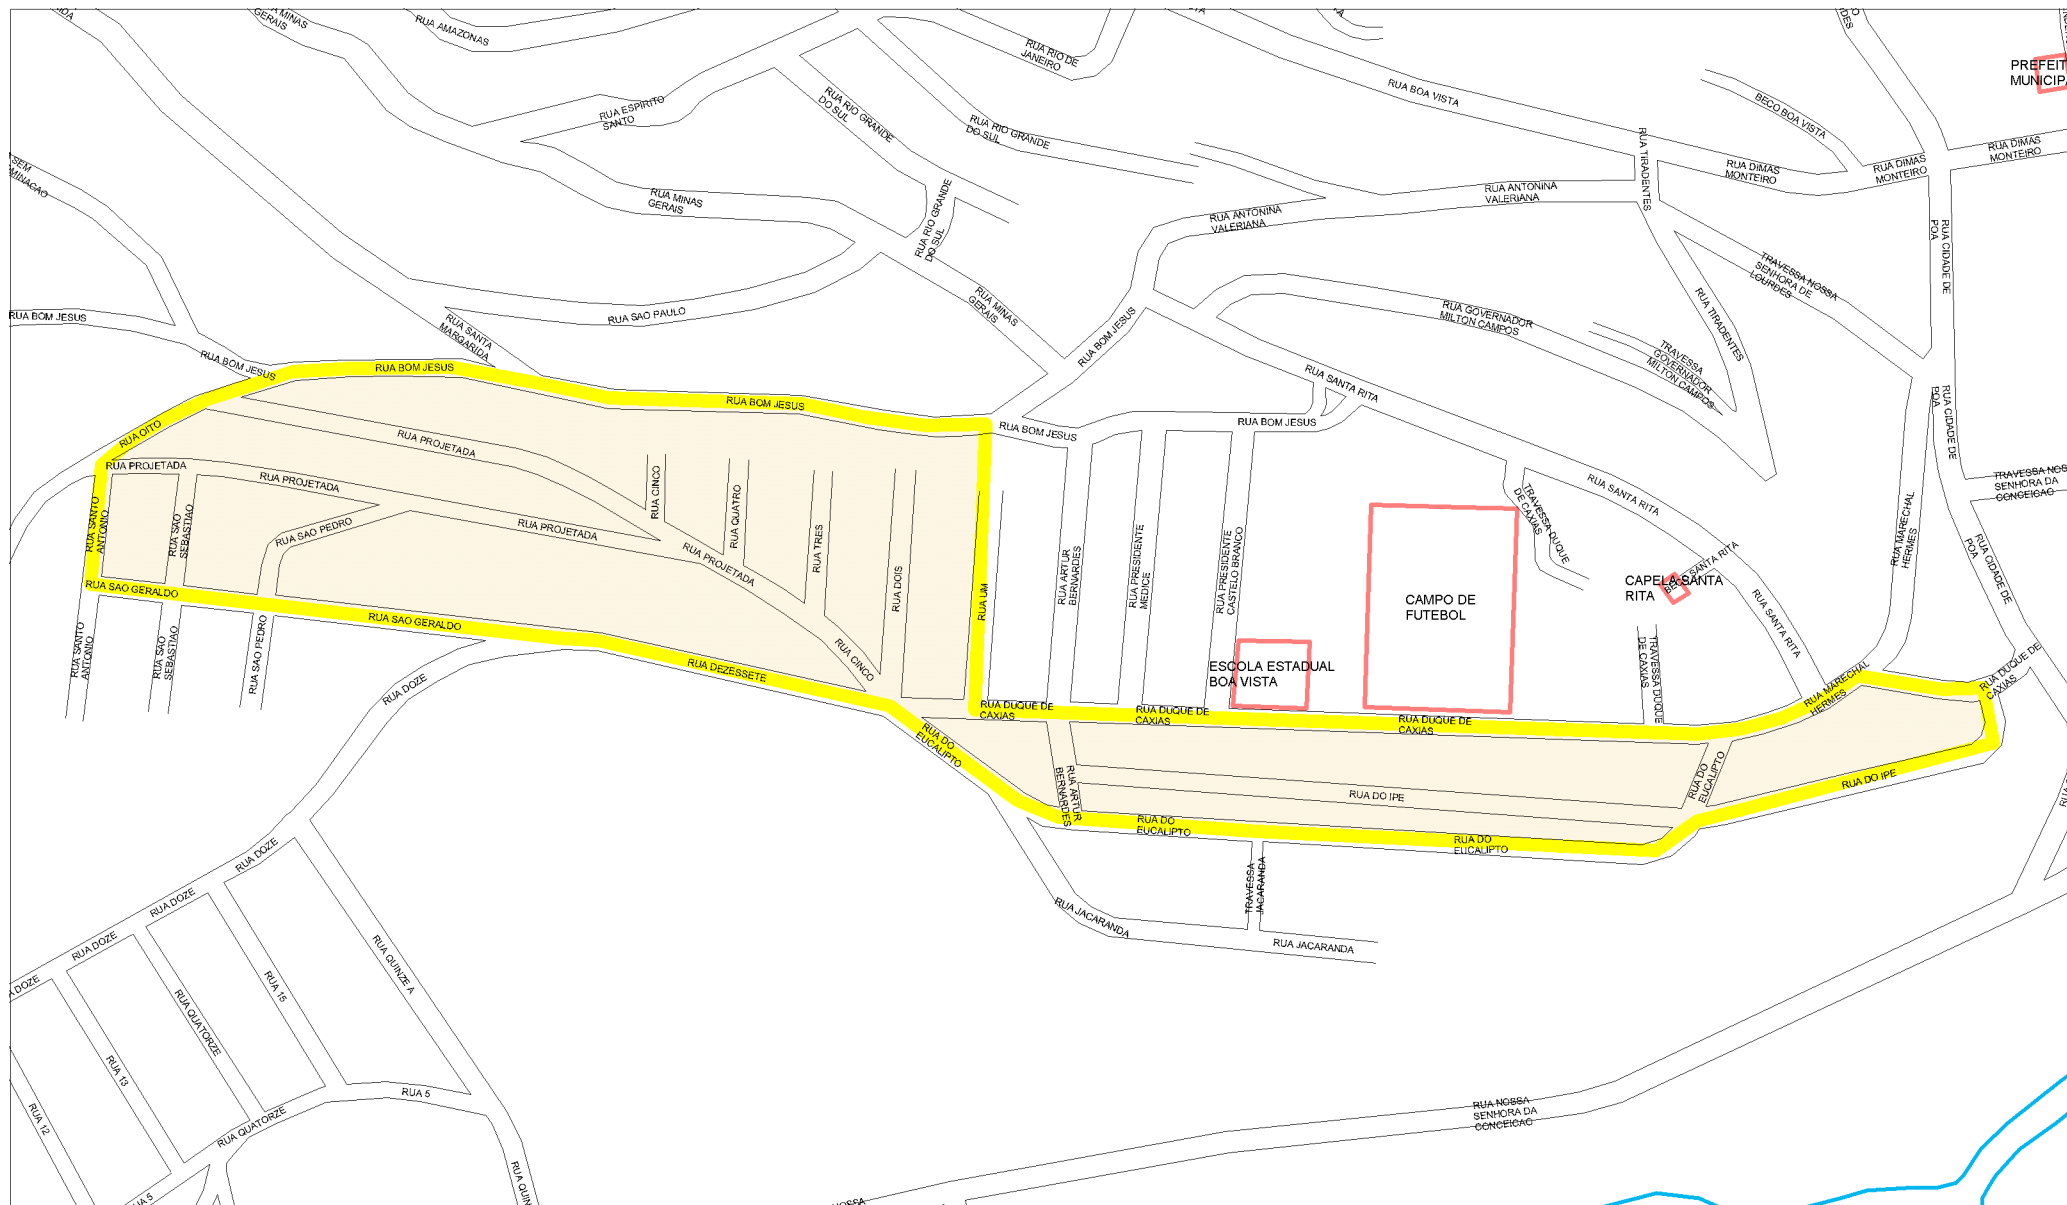 RUA MINAS
GERAIS
RUA AMAZONAS
RUA RIO DE
JANEIRO
RUA BOA VISTA
BECO BOA VISTA
PREFEIT
MUNICIPA
RUA ESPIRITO
SANTO
RUA RIO GRANDE
DO SUL
RUA RIO GRANDE
DO SUL
RUA TIRADENTES
RUA DIMAS
MONTEIRO
RUA DIMAS
MONTEIRO
RUA DIMAS
MONTEIRO
SEM
MINACAO
RUA MINAS
GERAIS
RUA RIO GRANDE
DO SUL
RUA ANTONINA
VALERIANA
RUA ANTONINA
VALERIANA
RUA CIDADE DE
POA
TRAVESSA NOSSA
SENHORA DE
LOURDES
RUA BOM JESUS
RUA SANTA
MARGARIDA
RUA SAO PAULO
RUA MINAS
GERAIS
RUA BOM JESUS
RUA GOVERNADOR
MILTON CAMPOS
RUA TIRADENTES
TRAVESSA
GOVERNADOR
MILTON CAMPOS
RUA BOM JESUS
RUA BOM JESUS
RUA BOM JESUS
RUA BOM JESUS
RUA BOM JESUS
RUA SANTA RITA
RUA CIDADE DE
POA
RUA OITO
RUA PROJETADA
RUA PROJETADA
RUA PROJETADA
RUA CINCO
RUA QUATRO
RUA TRES
RUA DOIS
RUA UM
RUA SANTO
ANTONIO
RUA SAO
SEBASTIAO
RUA SAO PEDRO
RUA PROJETADA
RUA PROJETADA
RUA ARTUR
BERNARDES
RUA PRESIDENTE
MEDICE
RUA PRESIDENTE
CASTELO BRANCO
TRAVESSA DUQUE
DE CAXIAS
RUA SANTA RITA
TRAVESSA NOS
SENHORA DA
CONCEICAO
RUA MARECHAL
HERMES
RUA CIDADE DE
POA
CAMPO DE
FUTEBOL
CAPELA SANTA
RITA
SANTA RITA
RUA SANTA RITA
RUA SAO GERALDO
RUA SAO GERALDO
RUA SANTO
ANTONIO
RUA SAO
SEBASTIAO
RUA SAO PEDRO
RUA DOZE
RUA DEZESSETE
RUA CINCO
ESCOLA ESTADUAL
BOA VISTA
TRAVESSA DUQUE
DE CAXIAS
RUA MARECHAL
HERMES
RUA DUQUE DE
CAXIAS
RUA DUQUE DE
CAXIAS
RUA DUQUE DE
CAXIAS
RUA DUQUE DE
CAXIAS
RUA DO
EUCALIPTO
RUA ARTUR
BERNARDES
RUA DO IPE
RUA DO
EUCALIPTO
RUA DO IPE
RUA DO
EUCALIPTO
RUA DO
EUCALIPTO
TRAVESSA
JACARANDA
RUA JACARANDA
RUA JACARANDA
RUA DOZE
RUA DOZE
RUA DOZE
DOZE
RUA QUINZE A
RUA 15
RUA QUATORZE
RUA 13
RUA 12
RUA 5
RUA QUATORZE
RUA NOSSA
SENHORA DA
CONCEICAO